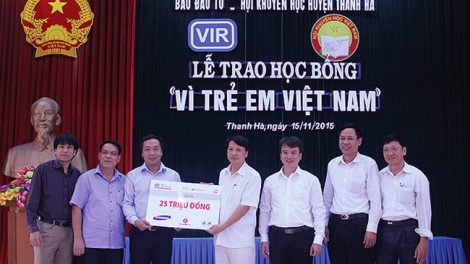 BÁO ĐẦU TƯ - HỘI KHUYẾN HỌC HUYỆN THANH HÀ
VIR
LỄ TRAO HỌC BỔNG
"VÌ TRẺ EM VIỆT NAM"
Thanh Hà, ngày 15/11/2015
25 TRIỆU ĐỒNG
SAMSUNG